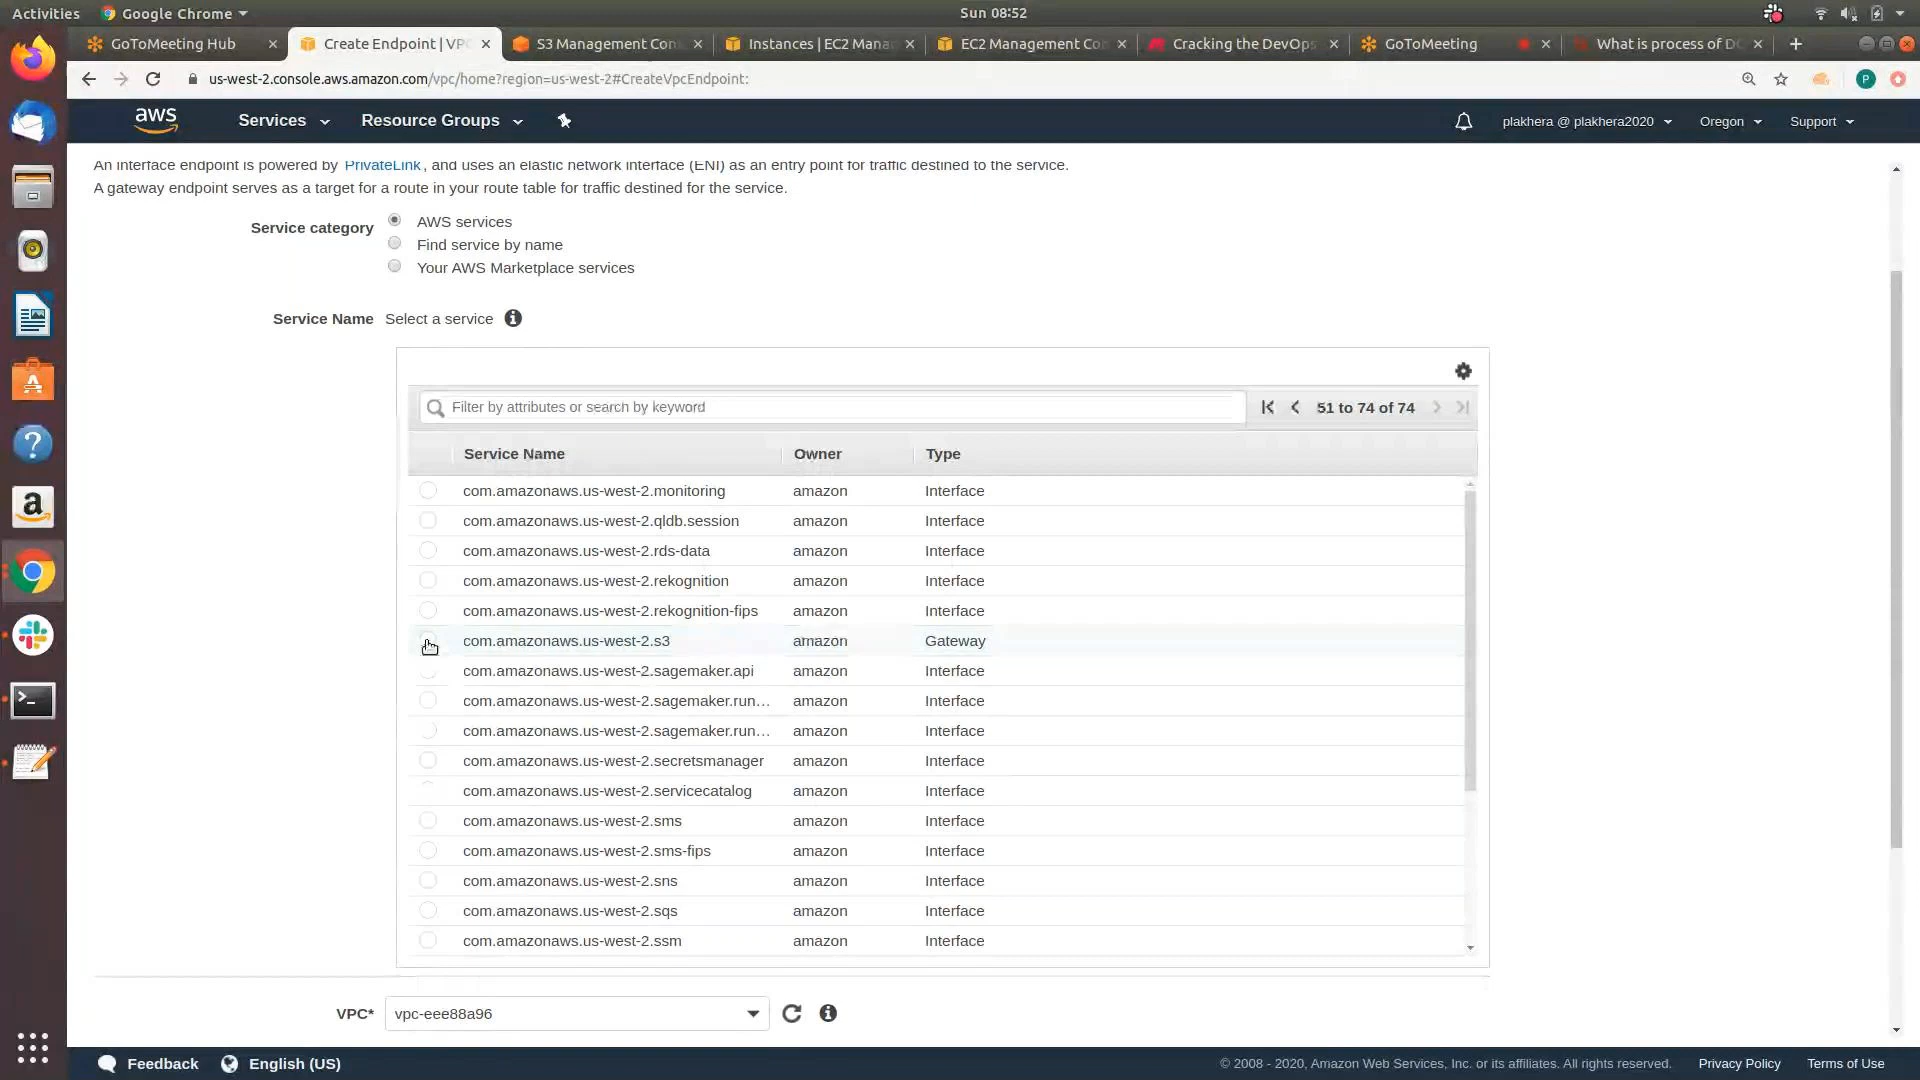 Activities
Google Chrome
Sun 08:52
GoToMeeting Hub
Create Endpoint | VPC
S3 Management Con
Instances | EC2 Mana
EC2 Management Co
Cracking the DevOps
GoToMeeting
What is process of DO
us-west-2.console.aws.amazon.com/vpc/home?region=us-west-2#CreateVpcEndpoint:
P
aws
Services
Resource Groups
plakhera @ plakhera2020
Oregon
Support
An interface endpoint is powered by PrivateLink, and uses an elastic network interface (ENI) as an entry point for traffic destined to the service.
A gateway endpoint serves as a target for a route in your route table for traffic destined for the service.
Service category
AWS services
Find service by name
Your AWS Marketplace services
Service Name Select a service
Filter by attributes or search by keyword
51 to 74 of 74
Service Name Owner Type
com.amazonaws.us-west-2.monitoring amazon Interface
com.amazonaws.us-west-2.qldb.session amazon Interface
com.amazonaws.us-west-2.rds-data amazon Interface
com.amazonaws.us-west-2.rekognition amazon Interface
com.amazonaws.us-west-2.rekognition-fips amazon Interface
com.amazonaws.us-west-2.s3 amazon Gateway
com.amazonaws.us-west-2.sagemaker.api amazon Interface
com.amazonaws.us-west-2.sagemaker.run... amazon Interface
com.amazonaws.us-west-2.sagemaker.run... amazon Interface
com.amazonaws.us-west-2.secretsmanager amazon Interface
com.amazonaws.us-west-2.servicecatalog amazon Interface
com.amazonaws.us-west-2.sms amazon Interface
com.amazonaws.us-west-2.sms-fips amazon Interface
com.amazonaws.us-west-2.sns amazon Interface
com.amazonaws.us-west-2.sqs amazon Interface
com.amazonaws.us-west-2.ssm amazon Interface
VPC* vpc-eee88a96
Feedback
English (US)
© 2008 - 2020, Amazon Web Services, Inc. or its affiliates. All rights reserved.
Privacy Policy
Terms of Use